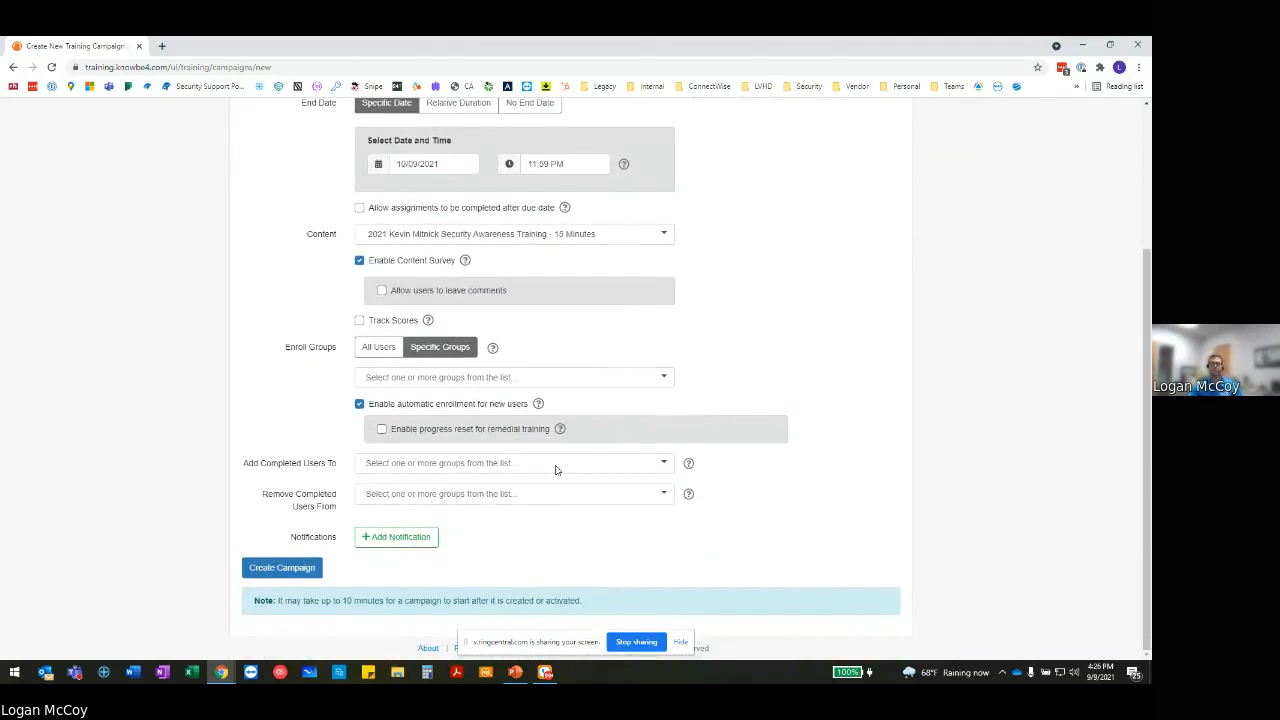 Create New Training Campaign
training.knowbe4.com/ui/training/campaigns/new
Security Support Po...
Snipe
CA
Legacy
Internal
ConnectWise
LVHD
Security
Vendor
Personal
Teams
»
Reading list
End Date
Specific Date
Relative Duration
No End Date
Select Date and Time
10/09/2021
11:59 PM
Allow assignments to be completed after due date
Content
2021 Kevin Mitnick Security Awareness Training - 15 Minutes
Enable Content Survey
Allow users to leave comments
Track Scores
Enroll Groups
All Users
Specific Groups
Select one or more groups from the list...
Enable automatic enrollment for new users
Enable progress reset for remedial training
Add Completed Users To
Select one or more groups from the list...
Remove Completed
Users From
Select one or more groups from the list...
Notifications
+ Add Notification
Create Campaign
Note: It may take up to 10 minutes for a campaign to start after it is created or activated.
v.ringcentral.com is sharing your screen.
Stop sharing
Hide
About
100%
68°F Raining now
4:26 PM
9/9/2021
Logan McCoy
Logan McCoy